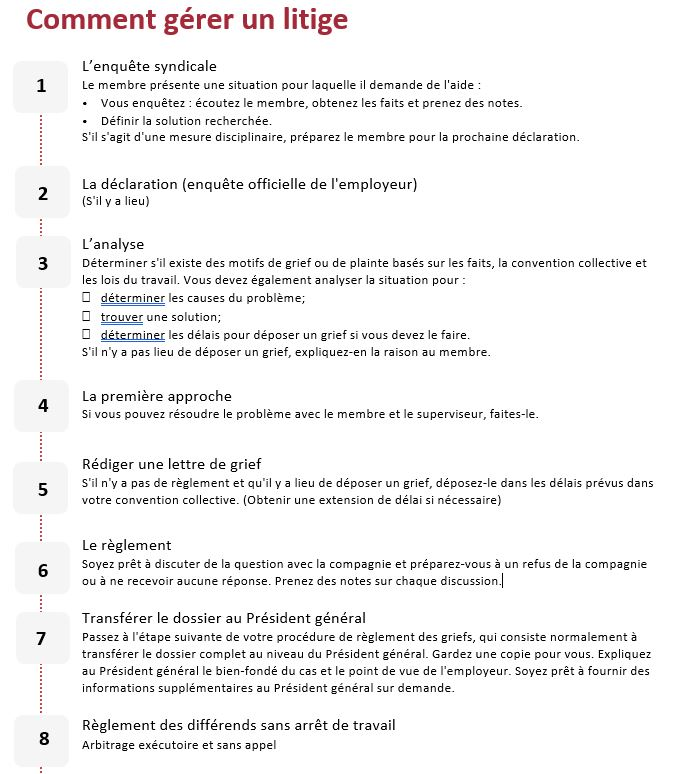 Comment gérer un litige
1
L’enquête syndicale
Le membre présente une situation pour laquelle il demande de l'aide :
• Vous enquêtez : écoutez le membre, obtenez les faits et prenez des notes.
• Définir la solution recherchée.
S'il s'agit d'une mesure disciplinaire, préparez le membre pour la prochaine déclaration.
2
La déclaration (enquête officielle de l'employeur)
(S'il y a lieu)
3
L’analyse
Déterminer s'il existe des motifs de grief ou de plainte basés sur les faits, la convention collective et
les lois du travail. Vous devez également analyser la situation pour :
☐ déterminer les causes du problème;
☐ trouver une solution;
☐ déterminer les délais pour déposer un grief si vous devez le faire.
S'il n'y a pas lieu de déposer un grief, expliquez-en la raison au membre.
4
La première approche
Si vous pouvez résoudre le problème avec le membre et le superviseur, faites-le.
5
Rédiger une lettre de grief
S'il n'y a pas de règlement et qu'il y a lieu de déposer un grief, déposez-le dans les délais prévus dans
votre convention collective. (Obtenir une extension de délai si nécessaire)
6
Le règlement
Soyez prêt à discuter de la question avec la compagnie et préparez-vous à un refus de la compagnie
ou à ne recevoir aucune réponse. Prenez des notes sur chaque discussion.
7
Transférer le dossier au Président général
Passez à l'étape suivante de votre procédure de règlement des griefs, qui consiste normalement à
transférer le dossier complet au niveau du Président général. Gardez une copie pour vous. Expliquez
au Président général le bien-fondé du cas et le point de vue de l'employeur. Soyez prêt à fournir des
informations supplémentaires au Président général sur demande.
8
Règlement des différends sans arrêt de travail
Arbitrage exécutoire et sans appel